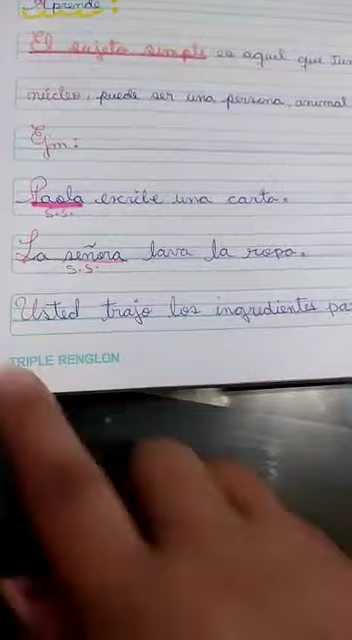 Aprende:
El sujeto simple es aquel que
núcleo, puede ser una persona, animal
Ejm:
Paola escribe una carta.
S.S.
La señora lava la ropa.
S.S.
Usted trajo los ingredientes pa
TRIPLE RENGLON